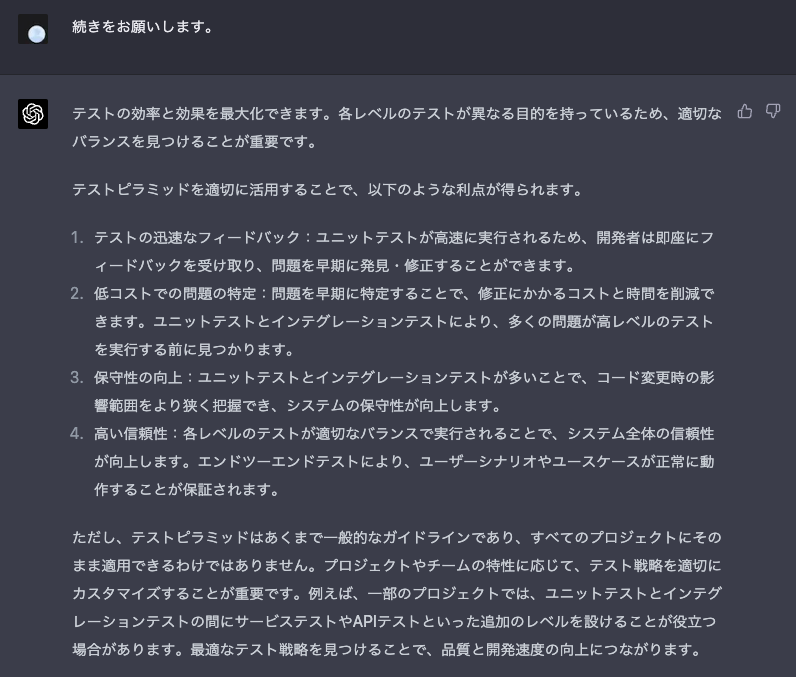 続きをお願いします。
テストの効率と効果を最大化できます。各レベルのテストが異なる目的を持っているため、適切な
バランスを見つけることが重要です。
テストピラミッドを適切に活用することで、以下のような利点が得られます。
1. テストの迅速なフィードバック：ユニットテストが高速に実行されるため、開発者は即座にフ
ィードバックを受け取り、問題を早期に発見・修正することができます。
2. 低コストでの問題の特定：問題を早期に特定することで、修正にかかるコストと時間を削減で
きます。ユニットテストとインテグレーションテストにより、多くの問題が高レベルのテスト
を実行する前に見つかります。
3. 保守性の向上：ユニットテストとインテグレーションテストが多いことで、コード変更時の影
響範囲をより狭く把握でき、システムの保守性が向上します。
4. 高い信頼性：各レベルのテストが適切なバランスで実行されることで、システム全体の信頼性
が向上します。エンドツーエンドテストにより、ユーザーシナリオやユースケースが正常に動
作することが保証されます。
ただし、テストピラミッドはあくまで一般的なガイドラインであり、すべてのプロジェクトにその
まま適用できるわけではありません。プロジェクトやチームの特性に応じて、テスト戦略を適切に
カスタマイズすることが重要です。例えば、一部のプロジェクトでは、ユニットテストとインテグ
レーションテストの間にサービステストやAPIテストといった追加のレベルを設けることが役立つ
場合があります。最適なテスト戦略を見つけることで、品質と開発速度の向上につながります。